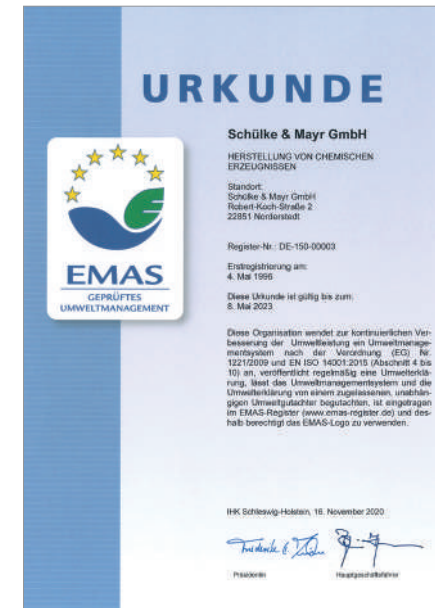 URKUNDE
Schülke & Mayr GmbH
HERSTELLUNG VON CHEMISCHEN
ERZEUGNISSEN
Standort:
Schülke & Mayr GmbH
Robert-Koch-Straße 2
22851 Norderstedt
Register-Nr.: DE-150-00003
Erstregistrierung am:
4. Mai 1996
Diese Urkunde ist gültig bis zum:
8. Mai 2023
Diese Organisation wendet zur kontinuierlichen Ver-
besserung der Umweltleistung ein Umweltmanage-
mentsystem nach der Verordnung (EG) Nr.
1221/2009 und EN ISO 14001:2015 (Abschnitt 4 bis
10) an, veröffentlicht regelmäßig eine Umwelterklä-
rung, lässt das Umweltmanagementsystem und die
Umwelterklärung von einem zugelassenen, unabhän-
gigen Umweltgutachter begutachten, ist eingetragen
im EMAS-Register (www.emas-register.de) und des-
halb berechtigt das EMAS-Logo zu verwenden.
IHK Schleswig-Holstein, 16. November 2020
Präsidentin
Hauptgeschäftsführer
EMAS
GEPRÜFTES
UMWELTMANAGEMENT